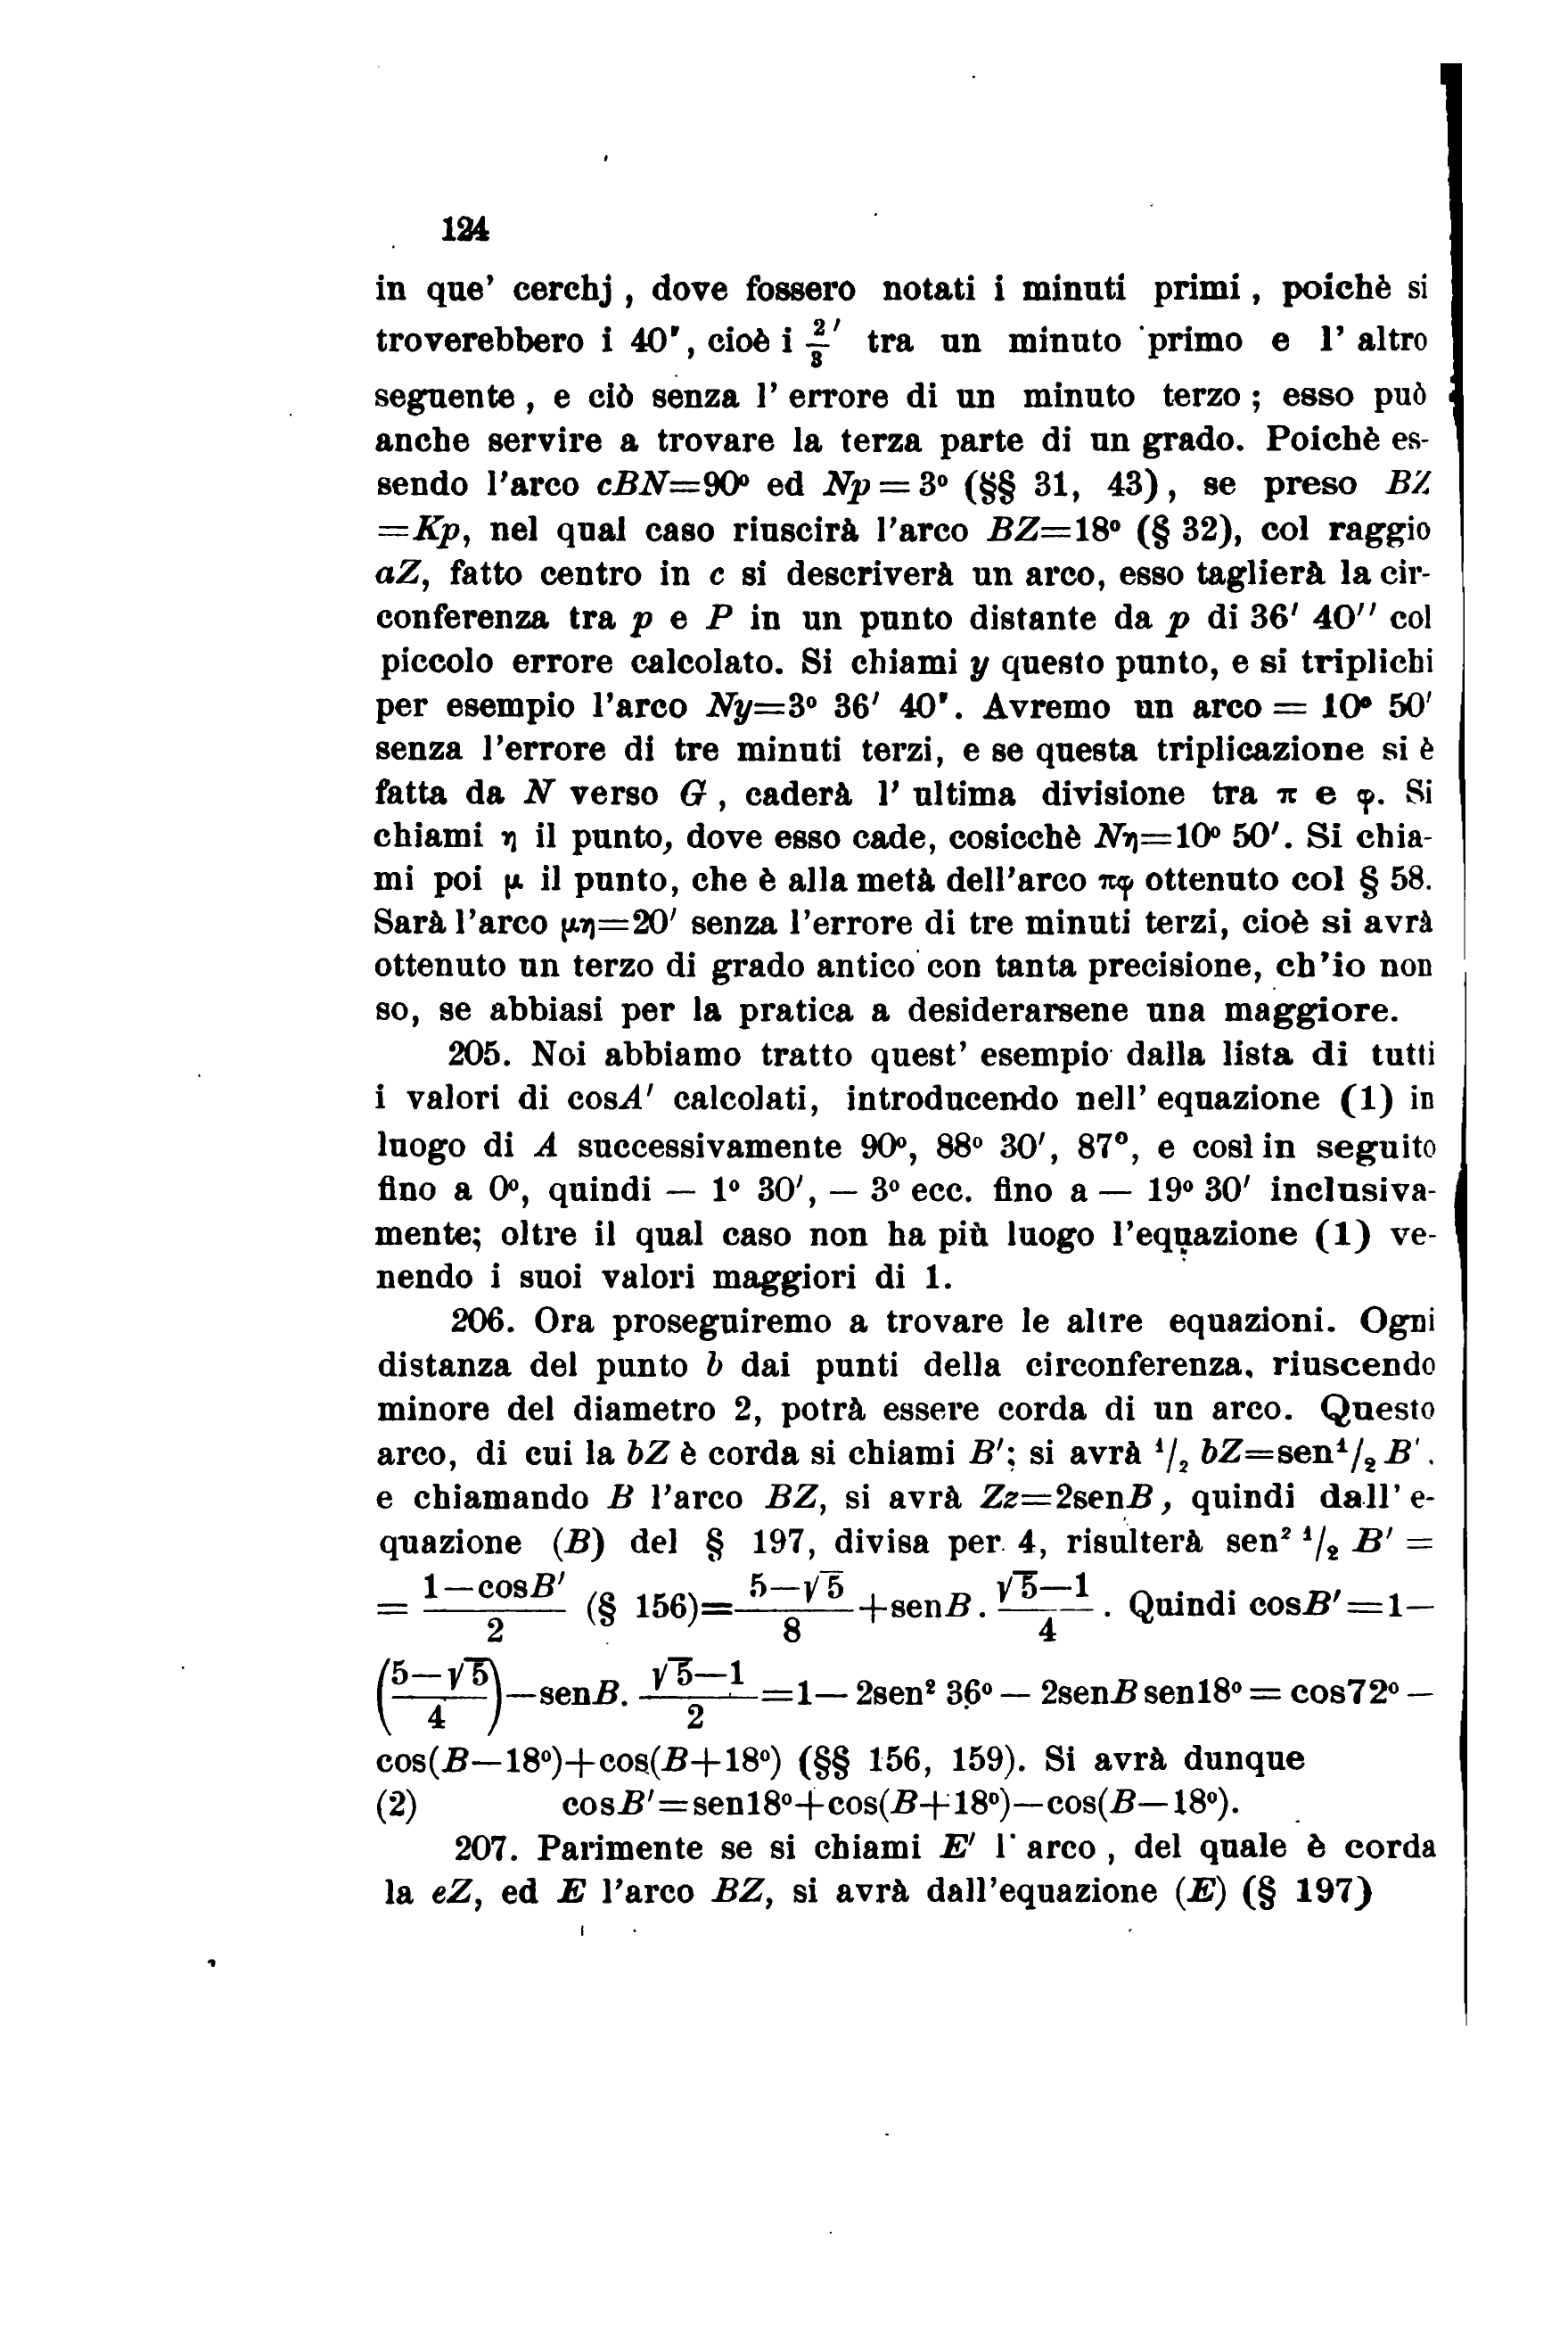 124
in que' cerchj, dove fossero notati i minuti primi, poichè si
troverebbero i 40″, cioè i 2/3′ tra un minuto primo e l' altro
seguente, e ciò senza l' errore di un minuto terzo; esso può
anche servire a trovare la terza parte di un grado. Poichè es-
sendo l'arco cBN=90° ed Np=3° (§§ 31, 43), se preso BZ
=Kp, nel qual caso riuscirà l'arco BZ=18° (§ 32), col raggio
aZ, fatto centro in c si descriverà un arco, esso taglierà la cir-
conferenza tra p e P in un punto distante da p di 36′ 40″ col
piccolo errore calcolato. Si chiami y questo punto, e si triplichi
per esempio l'arco Ny=3° 36′ 40″. Avremo un arco = 10° 50′
senza l'errore di tre minuti terzi, e se questa triplicazione si è
fatta da N verso G, caderà l' ultima divisione tra π e φ. Si
chiami η il punto, dove esso cade, cosicchè Nη=10° 50′. Si chia-
mi poi μ il punto, che è alla metà dell'arco πφ ottenuto col § 58.
Sarà l'arco μη=20′ senza l'errore di tre minuti terzi, cioè si avrà
ottenuto un terzo di grado antico con tanta precisione, ch'io non
so, se abbiasi per la pratica a desiderarsene una maggiore.
205. Noi abbiamo tratto quest' esempio dalla lista di tutti
i valori di cosA′ calcolati, introducendo nell' equazione (1) in
luogo di A successivamente 90°, 88° 30′, 87°, e così in seguito
fino a 0°, quindi — 1° 30′, — 3° ecc. fino a — 19° 30′ inclusiva-
mente; oltre il qual caso non ha più luogo l'equazione (1) ve-
nendo i suoi valori maggiori di 1.
206. Ora proseguiremo a trovare le altre equazioni. Ogni
distanza del punto b dai punti della circonferenza, riuscendo
minore del diametro 2, potrà essere corda di un arco. Questo
arco, di cui la bZ è corda si chiami B′; si avrà 1/2 bZ=sen1/2 B′.
e chiamando B l'arco BZ, si avrà Zz=2senB, quindi dall' e-
quazione (B) del § 197, divisa per 4, risulterà sen² 1/2 B′ =
= (1—cosB′)/2 (§ 156)= (5—√5)/8 +senB. (√5—1)/4 . Quindi cosB′=1—
((5—√5)/4)—senB. (√5—1)/2 =1— 2sen² 36° — 2senB sen18° = cos72° —
cos(B—18°)+cos(B+18°) (§§ 156, 159). Si avrà dunque
(2) cosB′=sen18°+cos(B+18°)—cos(B—18°).
207. Parimente se si chiami E′ l' arco, del quale è corda
la eZ, ed E l'arco BZ, si avrà dall'equazione (E) (§ 197)